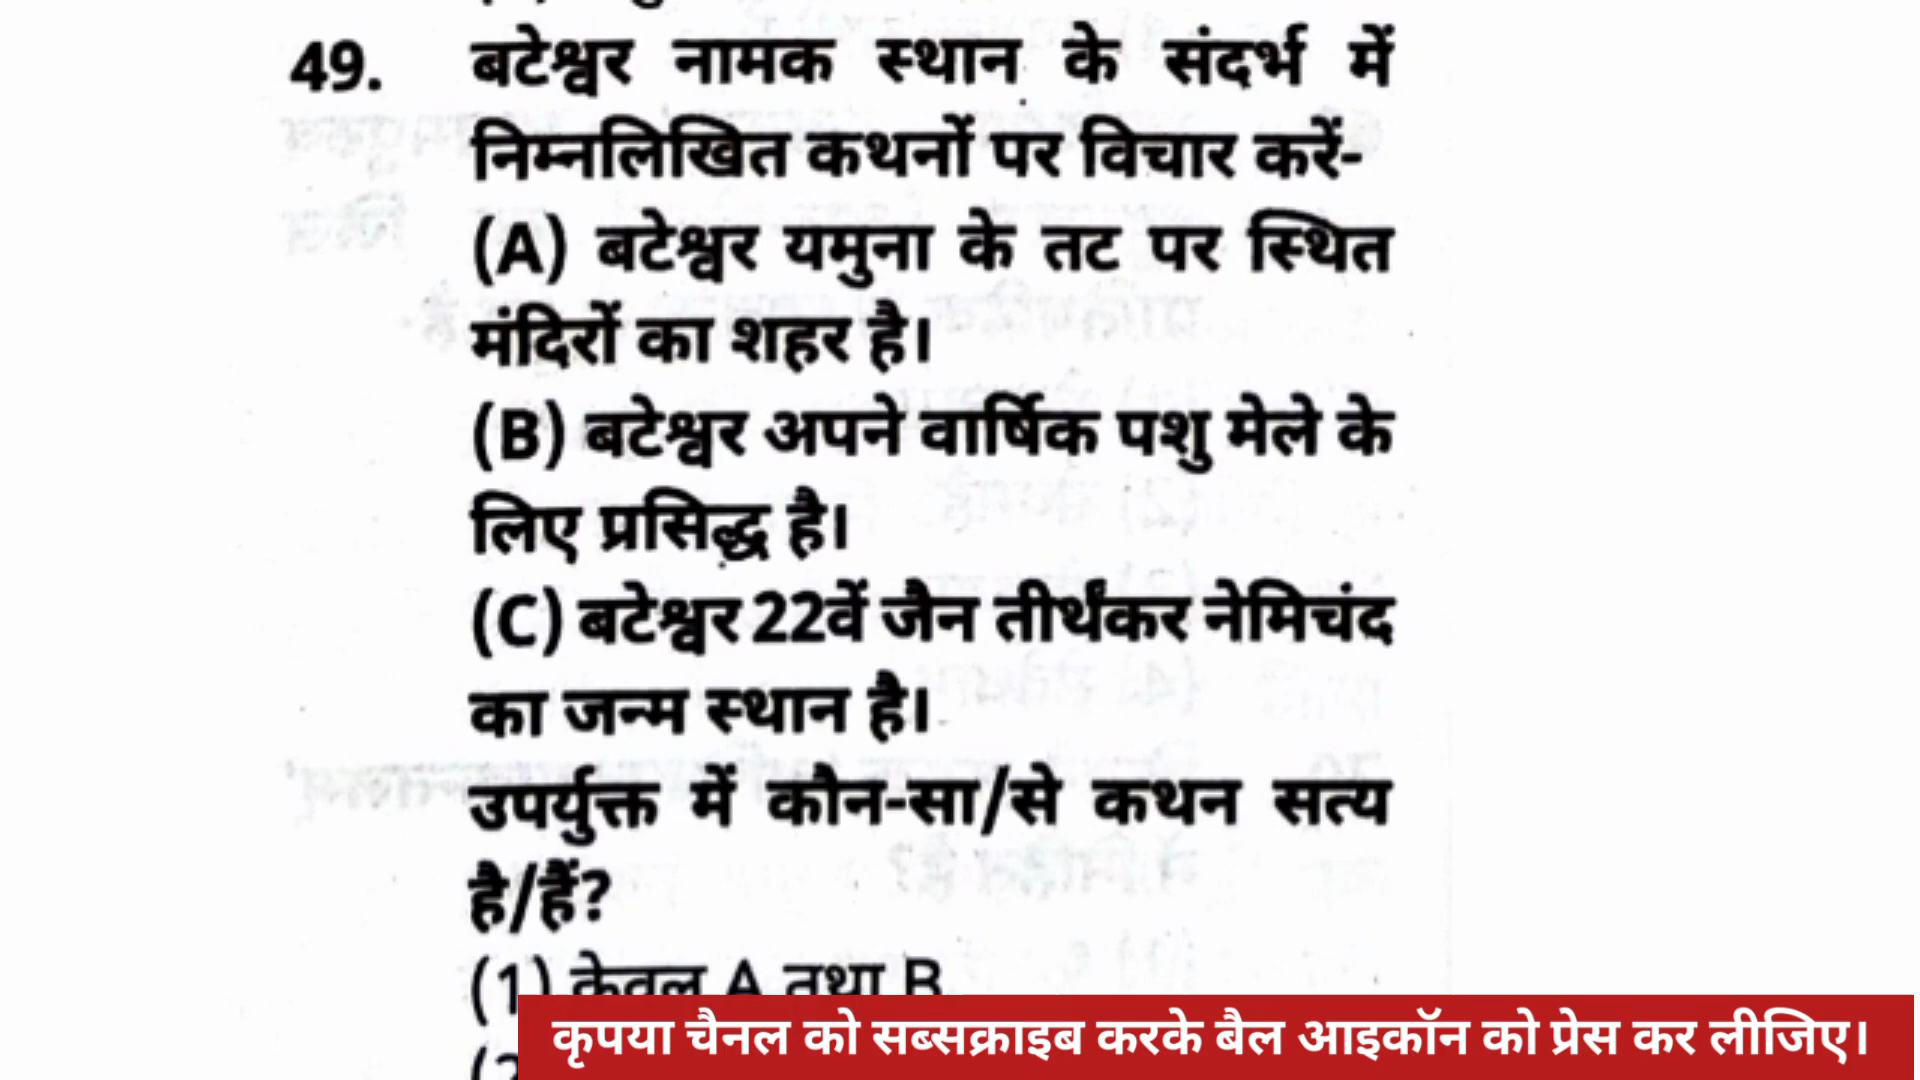 49. बटेश्वर नामक स्थान के संदर्भ में
निम्नलिखित कथनों पर विचार करें-
(A) बटेश्वर यमुना के तट पर स्थित
मंदिरों का शहर है।
(B) बटेश्वर अपने वार्षिक पशु मेले के
लिए प्रसिद्ध है।
(C) बटेश्वर 22वें जैन तीर्थंकर नेमिचंद
का जन्म स्थान है।
उपर्युक्त में कौन-सा/से कथन सत्य
है/हैं?
(1) केवल A तथा B
कृपया चैनल को सब्सक्राइब करके बैल आइकॉन को प्रेस कर लीजिए।